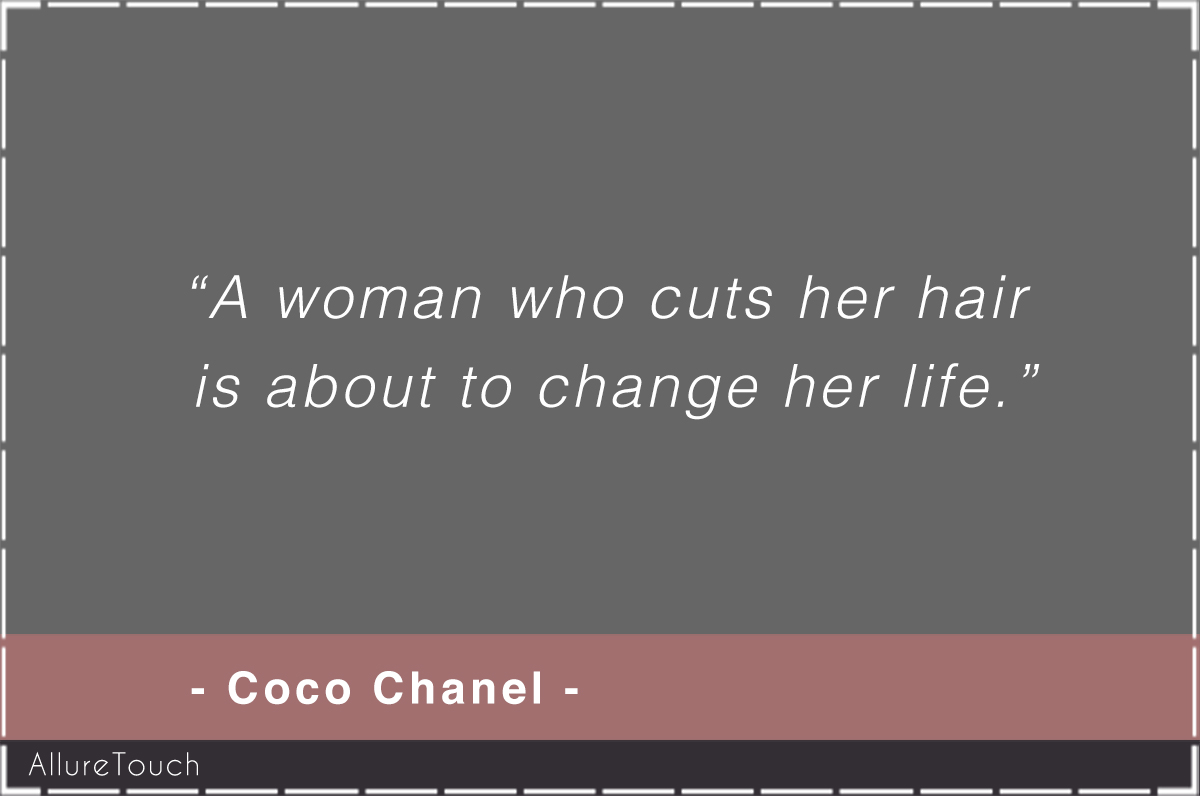 “A woman who cuts her hair
is about to change her life.”
- Coco Chanel -
AllureTouch